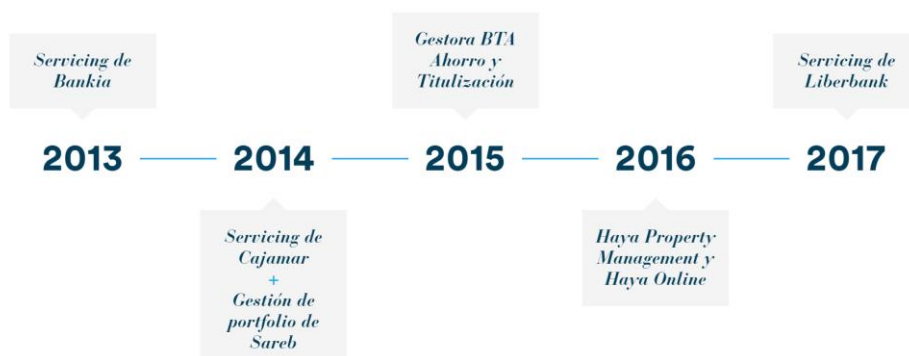 Servicing de
Bankia
2013
2014
Servicing de
Cajamar
+
Gestión de
portfolio de
Sareb
Gestora BTA
Ahorro y
Titulización
2015
2016
Haya Property
Management y
Haya Online
Servicing de
Liberbank
2017